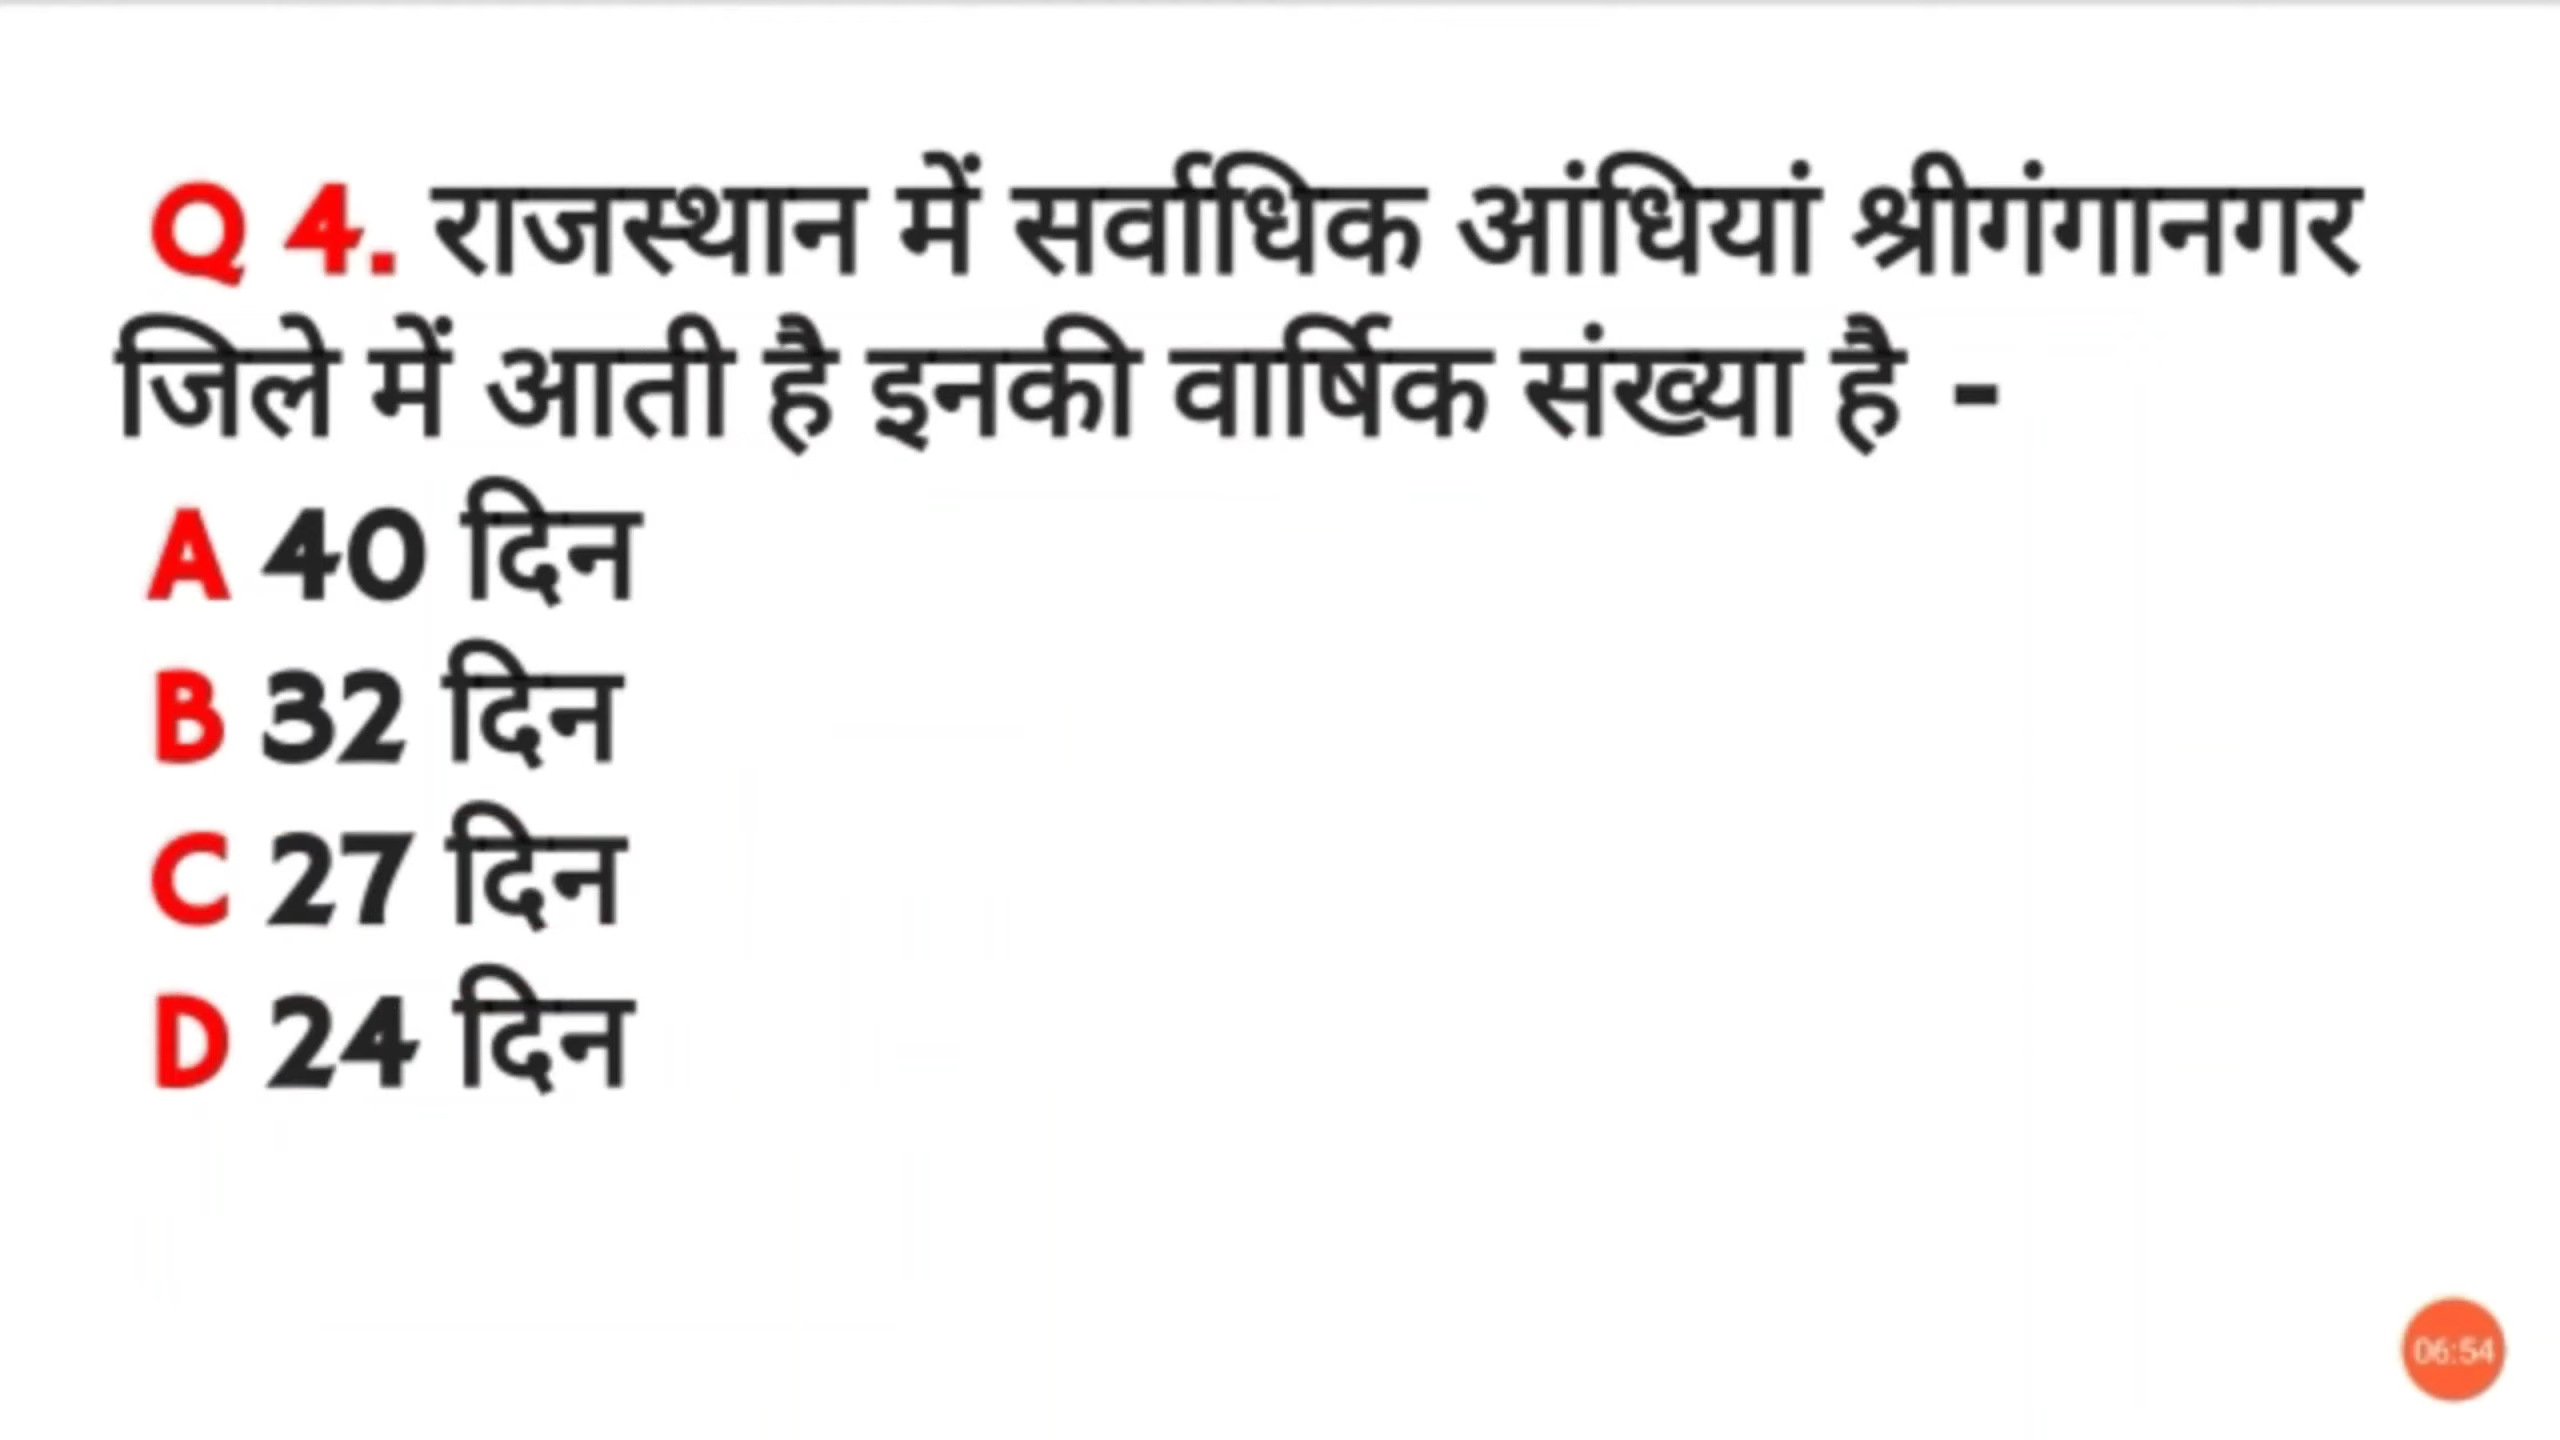 Q 4. राजस्थान में सर्वाधिक आंधियां श्रीगंगानगर
जिले में आती है इनकी वार्षिक संख्या है -
A 40 दिन
B 32 दिन
C 27 दिन
D 24 दिन
06:54